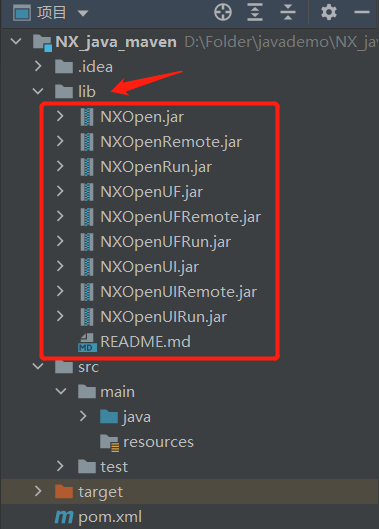 项目
NX_java_maven D:\Folder\javademo\NX_ja
.idea
lib
NXOpen.jar
NXOpenRemote.jar
NXOpenRun.jar
NXOpenUF.jar
NXOpenUFRemote.jar
NXOpenUFRun.jar
NXOpenUI.jar
NXOpenUIRemote.jar
NXOpenUIRun.jar
MD README.md
src
main
java
resources
test
target
pom.xml